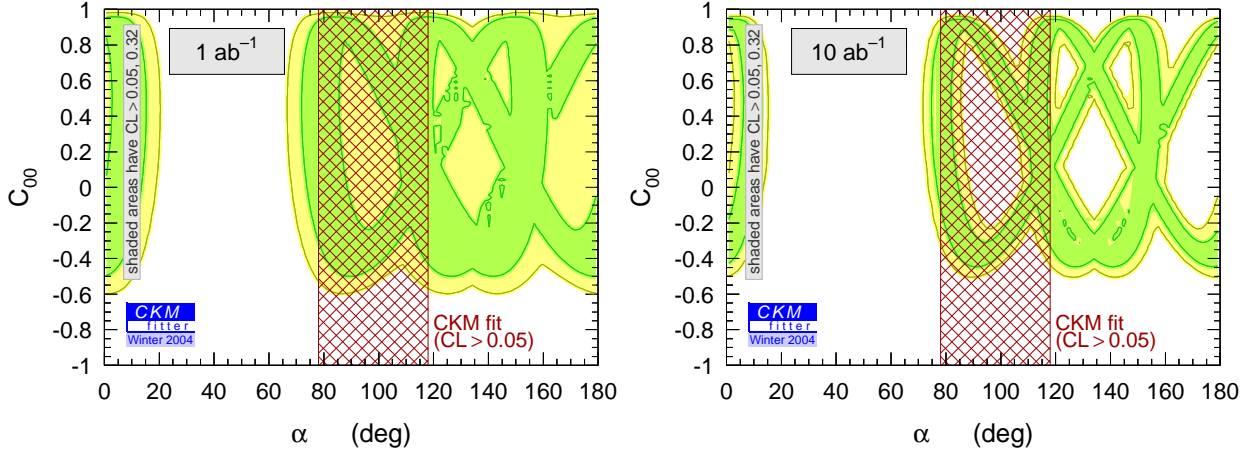 1 ab⁻¹
shaded areas have CL > 0.05, 0.32
C₀₀
1
0.8
0.6
0.4
0.2
0
-0.2
-0.4
-0.6
-0.8
-1
CKM
fitter
Winter 2004
CKM fit
(CL > 0.05)
0 20 40 60 80 100 120 140 160 180
α (deg)
10 ab⁻¹
shaded areas have CL > 0.05, 0.32
C₀₀
1
0.8
0.6
0.4
0.2
0
-0.2
-0.4
-0.6
-0.8
-1
CKM
fitter
Winter 2004
CKM fit
(CL > 0.05)
0 20 40 60 80 100 120 140 160 180
α (deg)